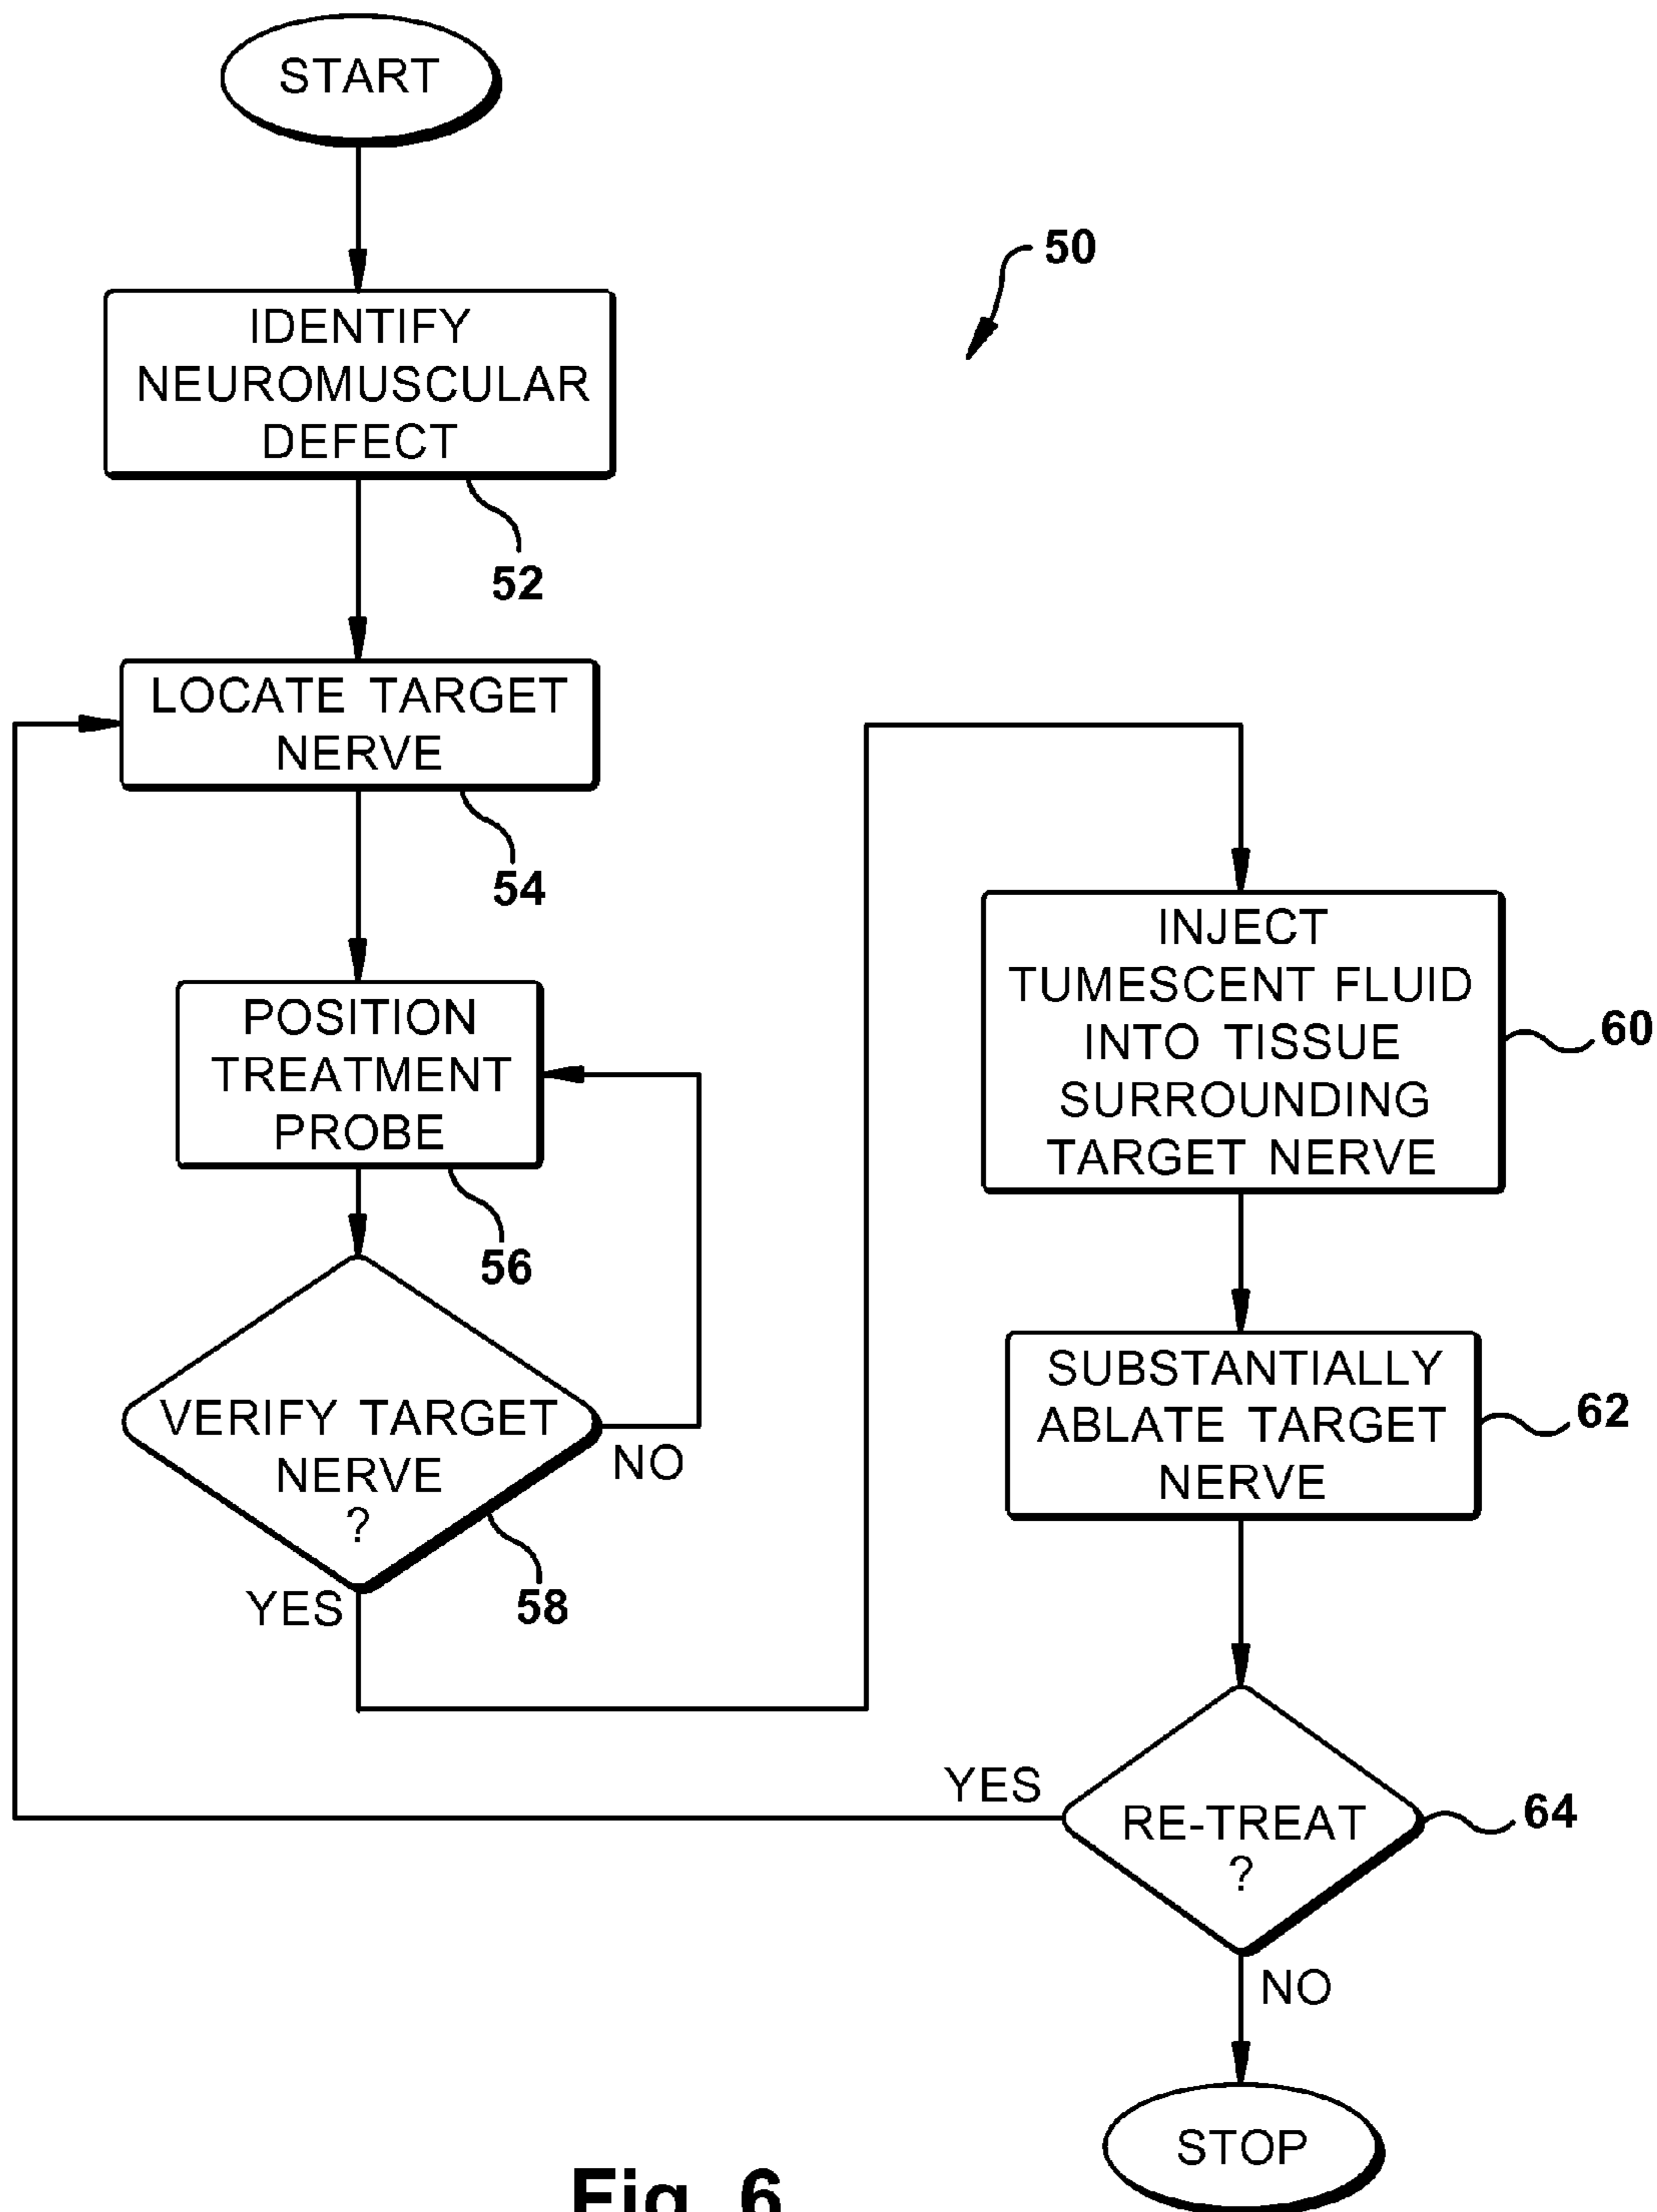 START
50
IDENTIFY
NEUROMUSCULAR
DEFECT
52
LOCATE TARGET
NERVE
54
POSITION
TREATMENT
PROBE
56
VERIFY TARGET
NERVE
?
NO
YES
58
INJECT
TUMESCENT FLUID
INTO TISSUE
SURROUNDING
TARGET NERVE
60
SUBSTANTIALLY
ABLATE TARGET
NERVE
62
YES
RE-TREAT
?
64
NO
STOP
Fig. 6